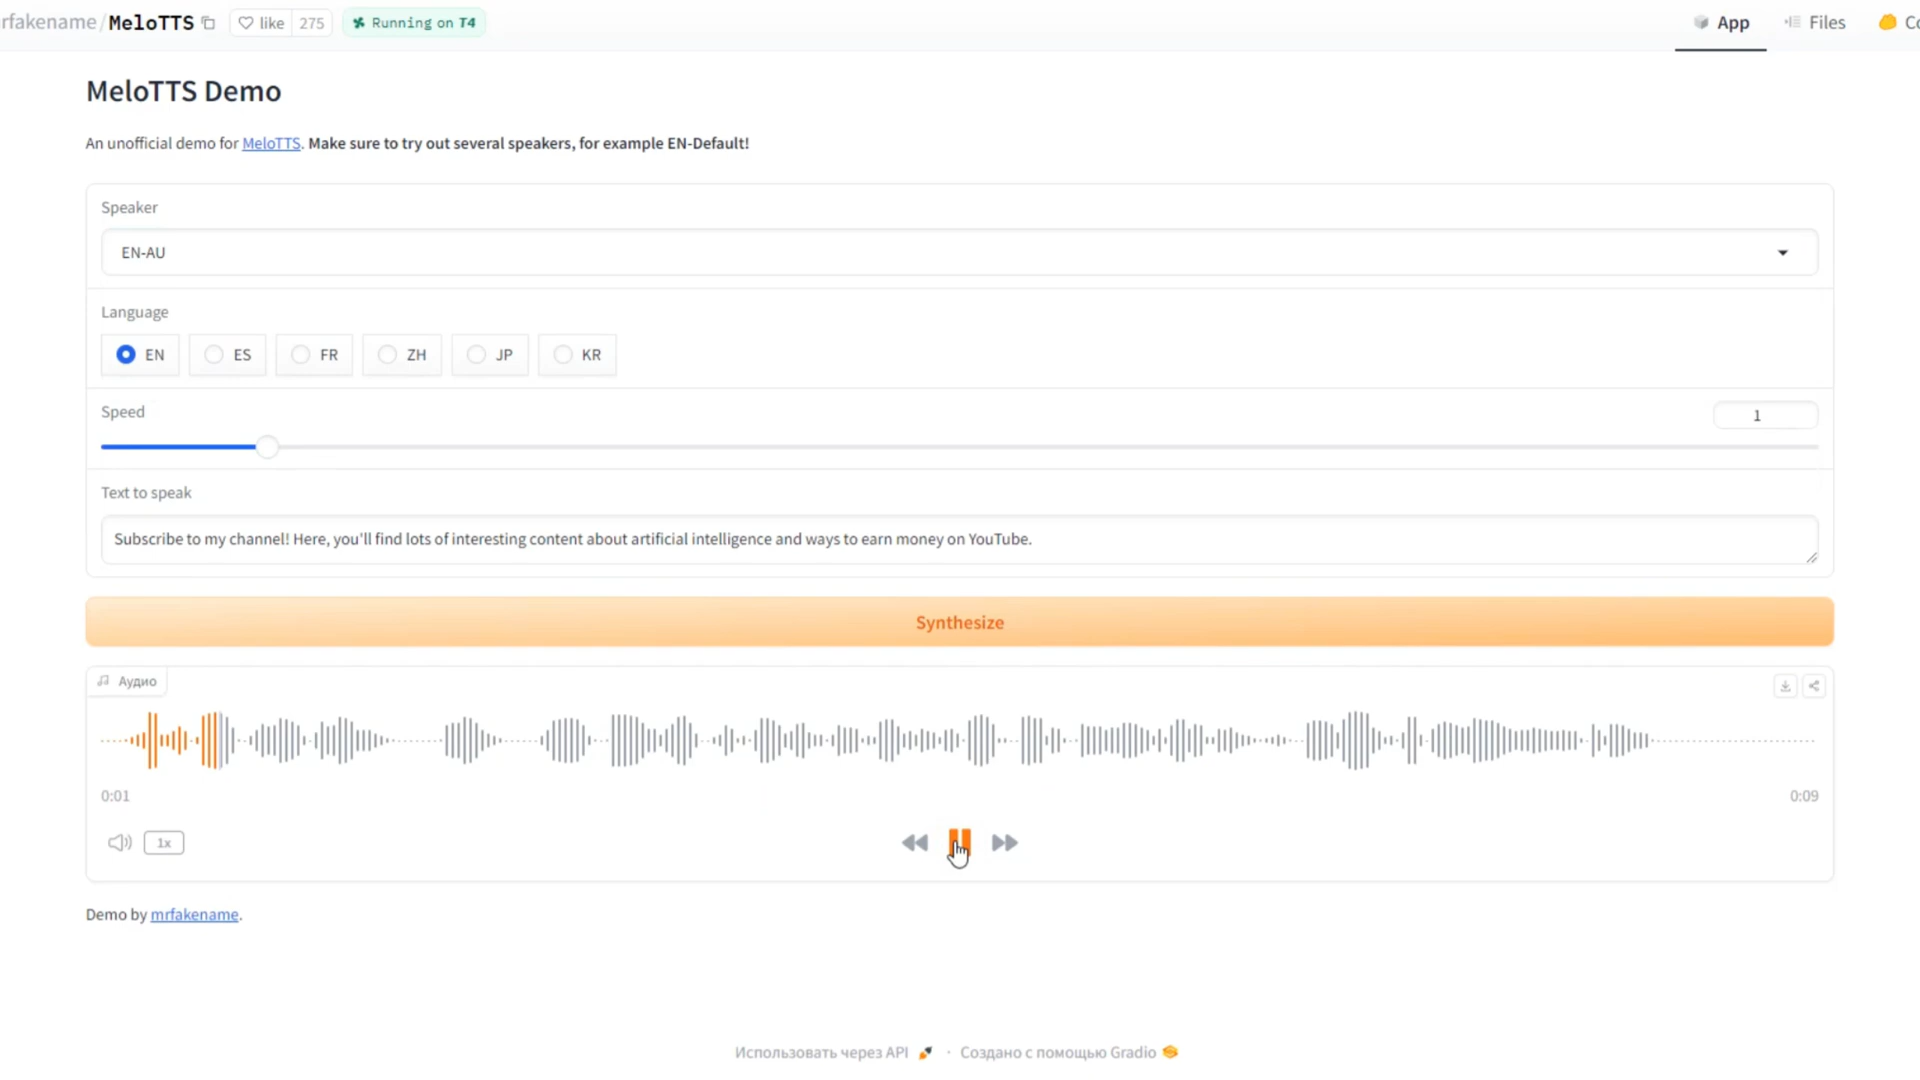 rfakename/MeloTTS like 275 Running on T4 App Files Co
MeloTTS Demo
An unofficial demo for MeloTTS. Make sure to try out several speakers, for example EN-Default!
Speaker
EN-AU
Language
EN ES FR ZH JP KR
Speed 1
Text to speak
Subscribe to my channel! Here, you'll find lots of interesting content about artificial intelligence and ways to earn money on YouTube.
Synthesize
Аудио
0:01 0:09
1x
Demo by mrfakename.
Использовать через API · Создано с помощью Gradio